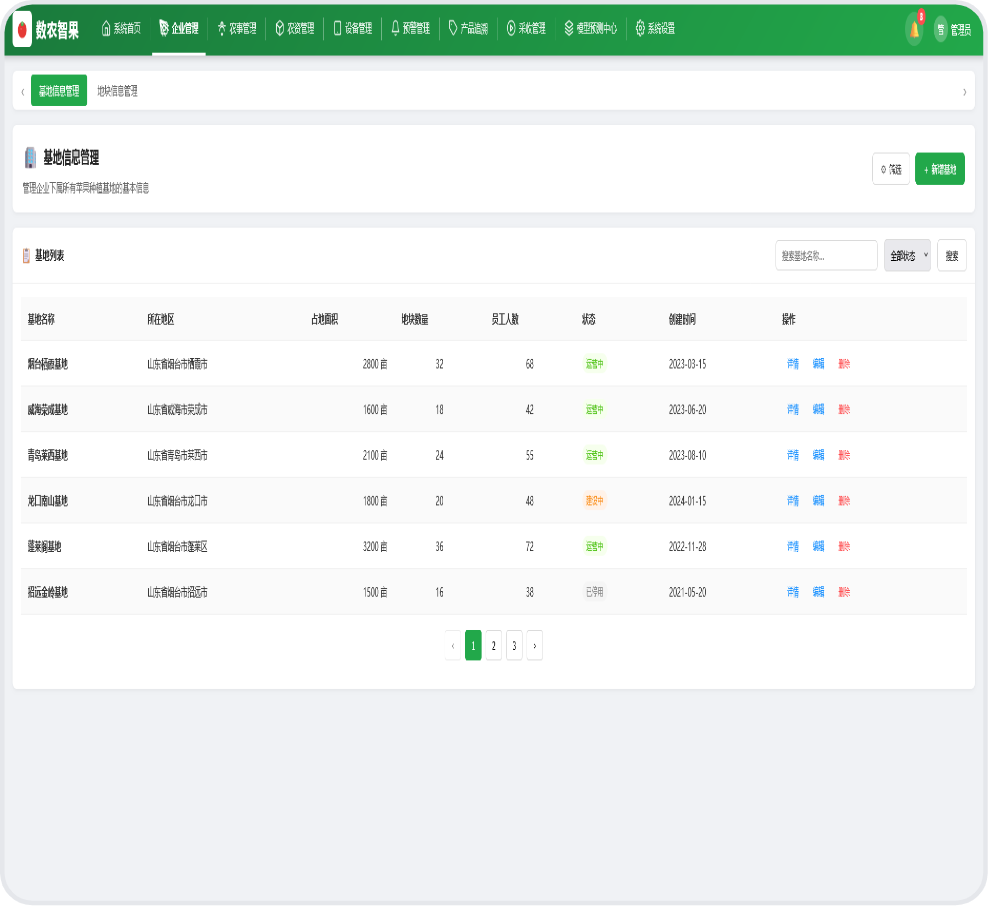 数农智果 系统首页 企业管理 农事管理 农资管理 设备管理 预警管理 产品追溯 采收管理 模型预测中心 系统设置 8 管 管理员
‹ 基地信息管理 地块信息管理 ›
基地信息管理
管理企业下属所有苹果种植基地的基本信息
筛选 + 新增基地
基地列表 搜索基地名称... 全部状态 搜索
基地名称 所在地区 占地面积 地块数量 员工人数 状态 创建时间 操作
烟台栖霞基地 山东省烟台市栖霞市 2800 亩 32 68 运营中 2023-03-15 详情 编辑 删除
威海荣成基地 山东省威海市荣成市 1600 亩 18 42 运营中 2023-06-20 详情 编辑 删除
青岛莱西基地 山东省青岛市莱西市 2100 亩 24 55 运营中 2023-08-10 详情 编辑 删除
龙口南山基地 山东省烟台市龙口市 1800 亩 20 48 建设中 2024-01-15 详情 编辑 删除
蓬莱阁基地 山东省烟台市蓬莱区 3200 亩 36 72 运营中 2022-11-28 详情 编辑 删除
招远金岭基地 山东省烟台市招远市 1500 亩 16 38 已停用 2021-05-20 详情 编辑 删除
‹ 1 2 3 ›